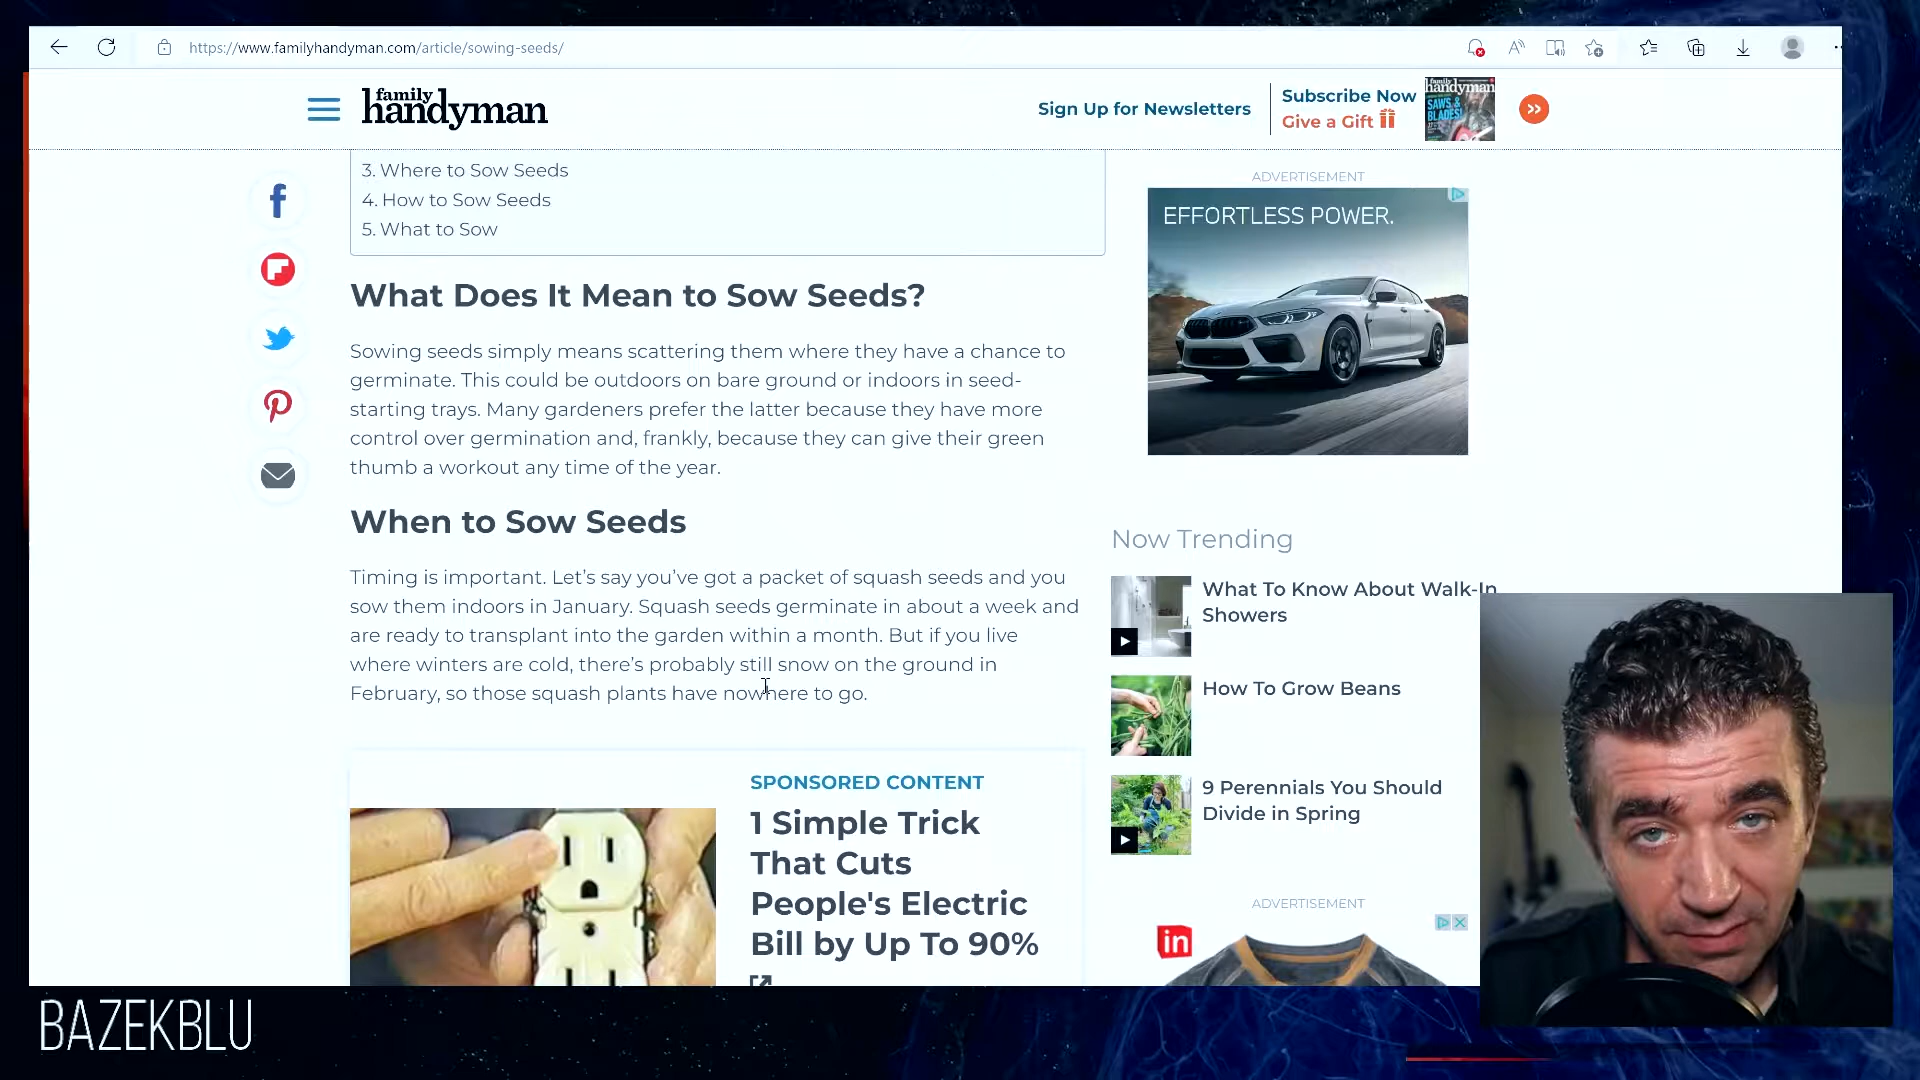 https://www.familyhandyman.com/article/sowing-seeds/
family
handyman
Sign Up for Newsletters
Subscribe Now
Give a Gift
family
handyman
SAWS &
BLADES!
3. Where to Sow Seeds
4. How to Sow Seeds
5. What to Sow
What Does It Mean to Sow Seeds?
Sowing seeds simply means scattering them where they have a chance to
germinate. This could be outdoors on bare ground or indoors in seed-
starting trays. Many gardeners prefer the latter because they have more
control over germination and, frankly, because they can give their green
thumb a workout any time of the year.
When to Sow Seeds
Timing is important. Let’s say you’ve got a packet of squash seeds and you
sow them indoors in January. Squash seeds germinate in about a week and
are ready to transplant into the garden within a month. But if you live
where winters are cold, there’s probably still snow on the ground in
February, so those squash plants have nowhere to go.
SPONSORED CONTENT
1 Simple Trick
That Cuts
People's Electric
Bill by Up To 90%
ADVERTISEMENT
EFFORTLESS POWER.
Now Trending
What To Know About Walk-In
Showers
How To Grow Beans
9 Perennials You Should
Divide in Spring
ADVERTISEMENT
in
BAZEKBLU